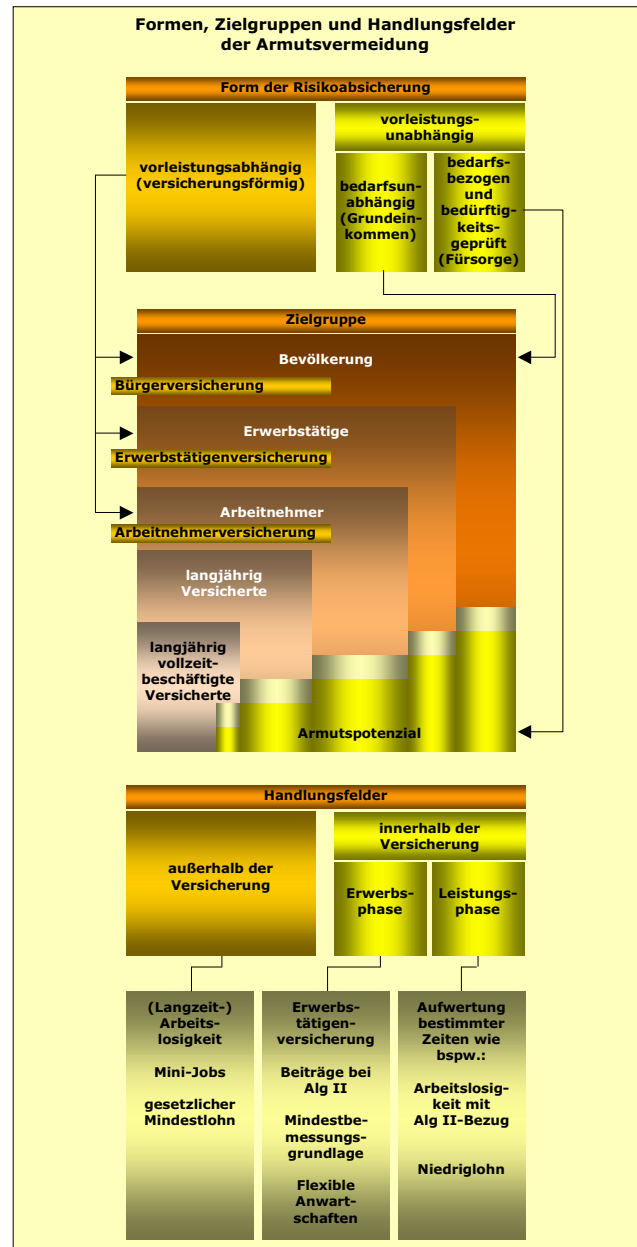 Formen, Zielgruppen und Handlungsfelder
der Armutsvermeidung
Form der Risikoabsicherung
vorleistungsabhängig
(versicherungsförmig)
vorleistungs-
unabhängig
bedarfsun-
abhängig
(Grundein-
kommen)
bedarfs-
bezogen
und
bedürftig-
keits-
geprüft
(Fürsorge)
Zielgruppe
Bevölkerung
Bürgerversicherung
Erwerbstätige
Erwerbstätigenversicherung
Arbeitnehmer
Arbeitnehmerversicherung
langjährig
Versicherte
langjährig
vollzeit-
beschäftigte
Versicherte
Armutspotenzial
Handlungsfelder
außerhalb der
Versicherung
innerhalb der
Versicherung
Erwerbs-
phase
Leistungs-
phase
(Langzeit-)
Arbeits-
losigkeit
Mini-Jobs
gesetzlicher
Mindestlohn
Erwerbs-
tätigen-
versicherung
Beiträge bei
Alg II
Mindestbe-
messungs-
grundlage
Flexible
Anwart-
schaften
Aufwertung
bestimmter
Zeiten wie
bspw.:
Arbeitslosig-
keit mit
Alg II-Bezug
Niedriglohn